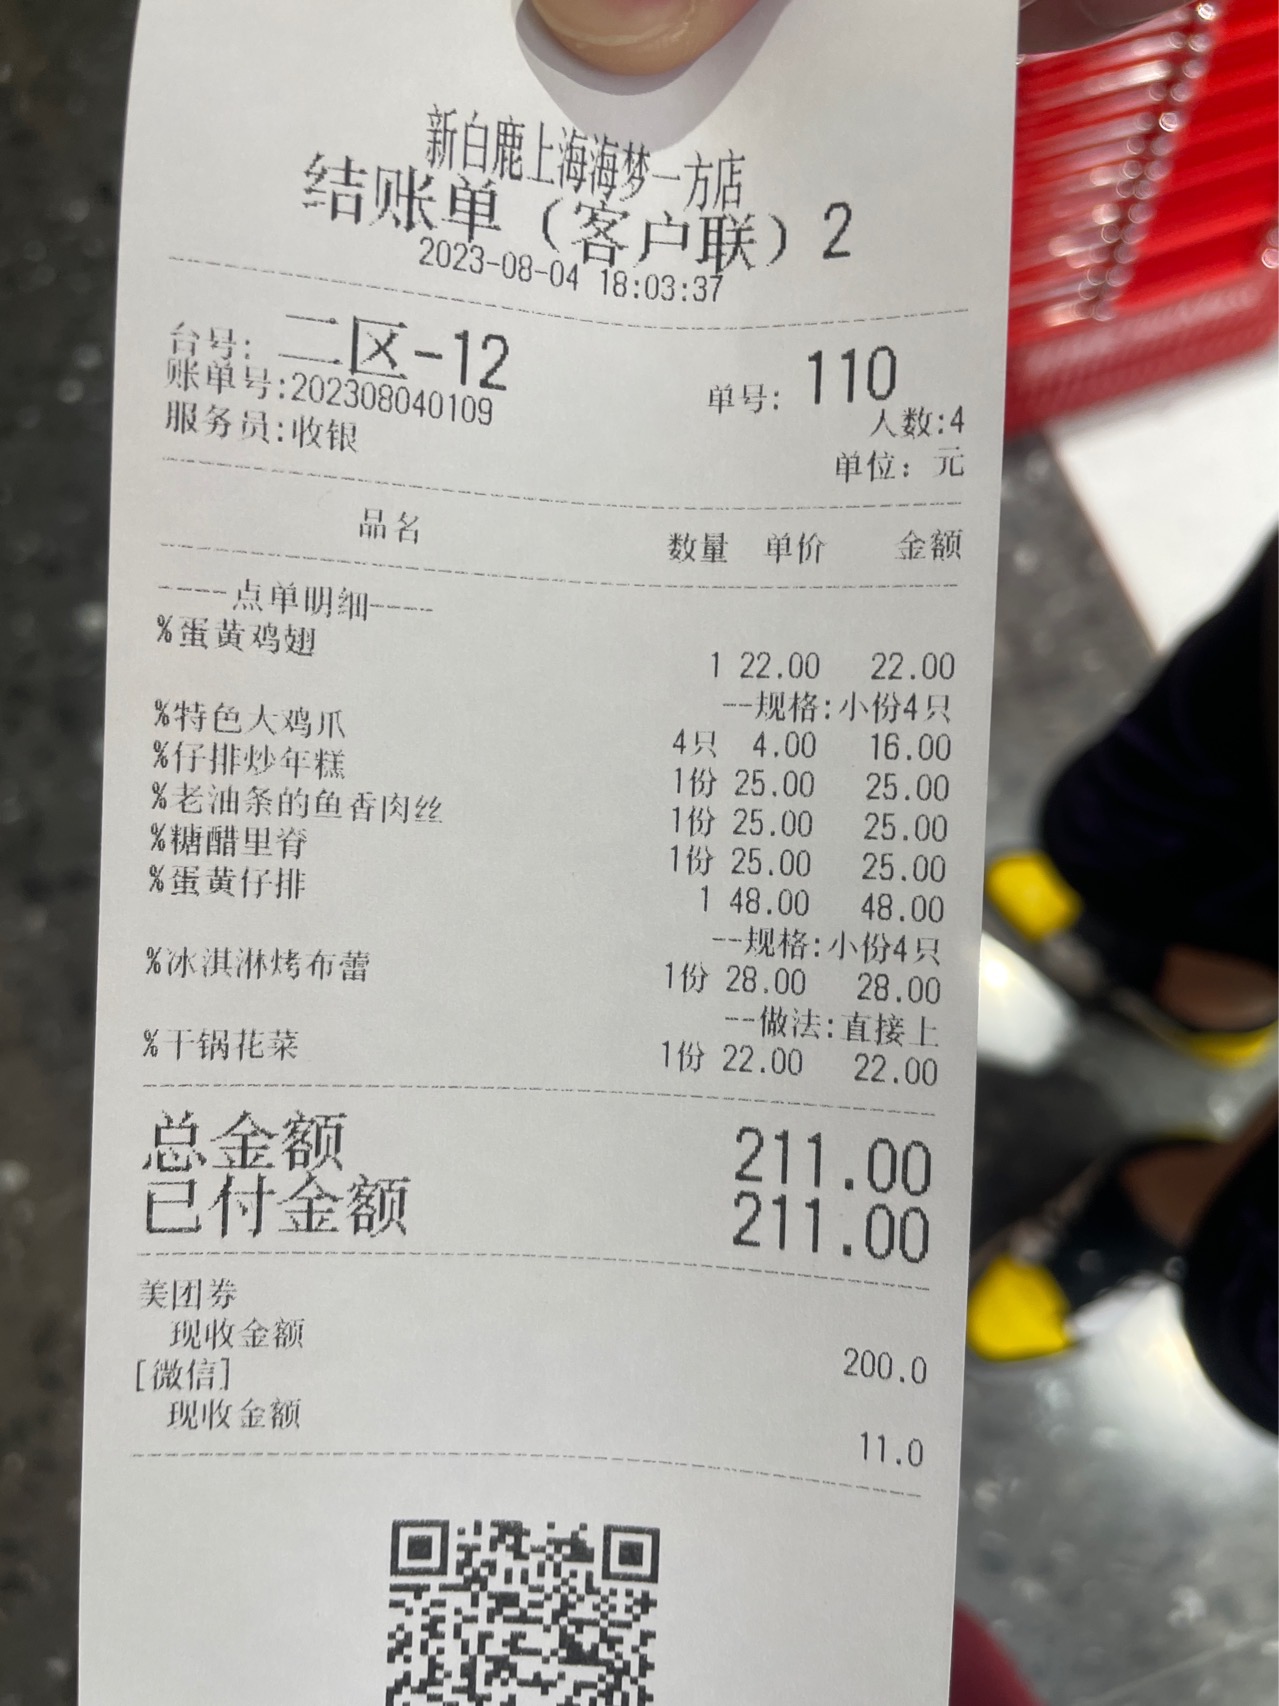 新白鹿上海海梦一方店
结账单（客户联）2
2023-08-04 18:03:37
台号: 二区-12 单号: 110
账单号:202308040109 人数:4
服务员:收银 单位: 元
品名 数量 单价 金额
----点单明细----
%蛋黄鸡翅 1 22.00 22.00
--规格:小份4只
%特色大鸡爪 4只 4.00 16.00
%仔排炒年糕 1份 25.00 25.00
%老油条的鱼香肉丝 1份 25.00 25.00
%糖醋里脊 1份 25.00 25.00
%蛋黄仔排 1 48.00 48.00
--规格:小份4只
%冰淇淋烤布蕾 1份 28.00 28.00
--做法:直接上
%干锅花菜 1份 22.00 22.00
总金额 211.00
已付金额 211.00
美团券
现收金额 200.0
[微信]
现收金额 11.0